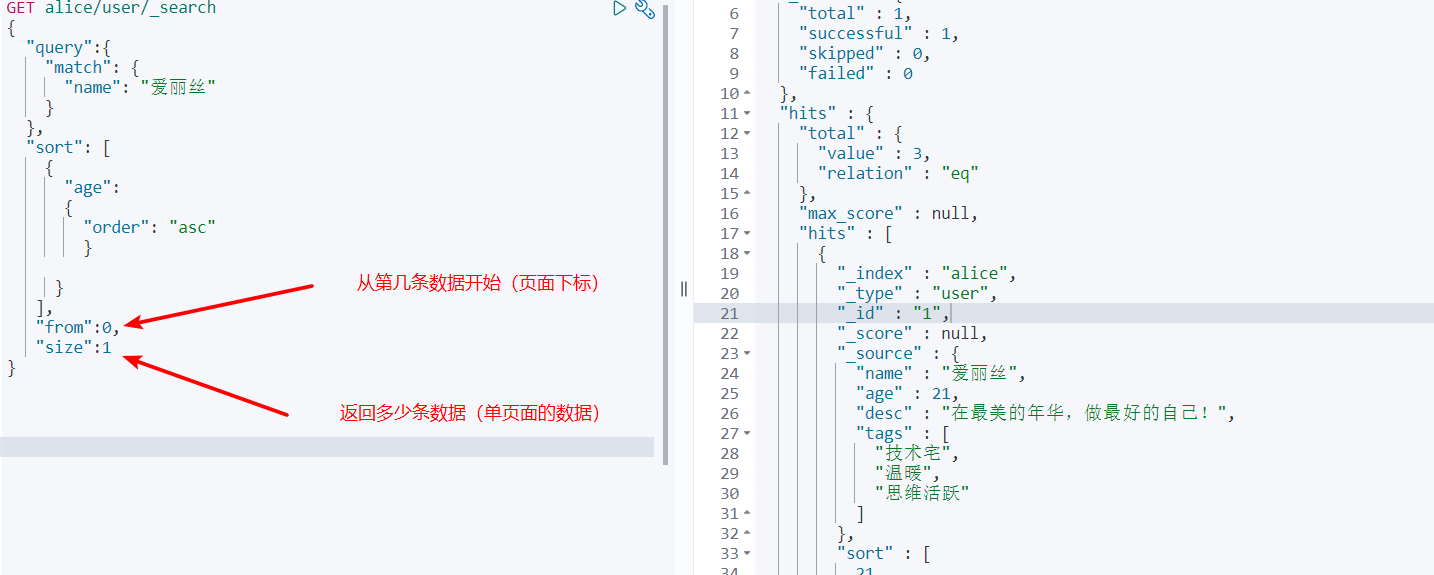 GET alice/user/_search
{
"query":{
"match": {
"name": "爱丽丝"
}
},
"sort": [
{
"age":
{
"order": "asc"
}
}
],
"from":0,
"size":1
}
从第几条数据开始（页面下标）
返回多少条数据（单页面的数据）
6 "total" : 1,
7 "successful" : 1,
8 "skipped" : 0,
9 "failed" : 0
10 },
11 "hits" : {
12 "total" : {
13 "value" : 3,
14 "relation" : "eq"
15 },
16 "max_score" : null,
17 "hits" : [
18 {
19 "_index" : "alice",
20 "_type" : "user",
21 "_id" : "1",
22 "_score" : null,
23 "_source" : {
24 "name" : "爱丽丝",
25 "age" : 21,
26 "desc" : "在最美的年华，做最好的自己！",
27 "tags" : [
28 "技术宅",
29 "温暖",
30 "思维活跃"
31 ]
32 },
33 "sort" : [
34 21